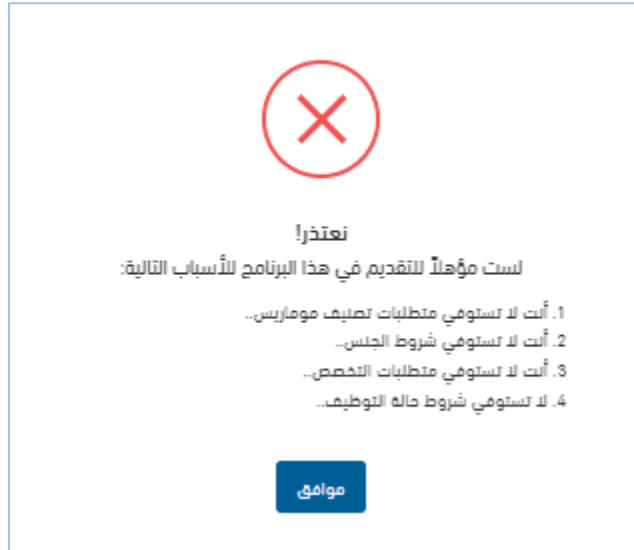 نعتذر!
لست مؤهلاً للتقديم في هذا البرنامج للأسباب التالية:
1. أنت لا تستوفي متطلبات تصنيف موماريس..
2. أنت لا تستوفي شروط الجنس..
3. أنت لا تستوفي متطلبات التخصص..
4. لا تستوفي شروط حالة التوظيف..
موافق